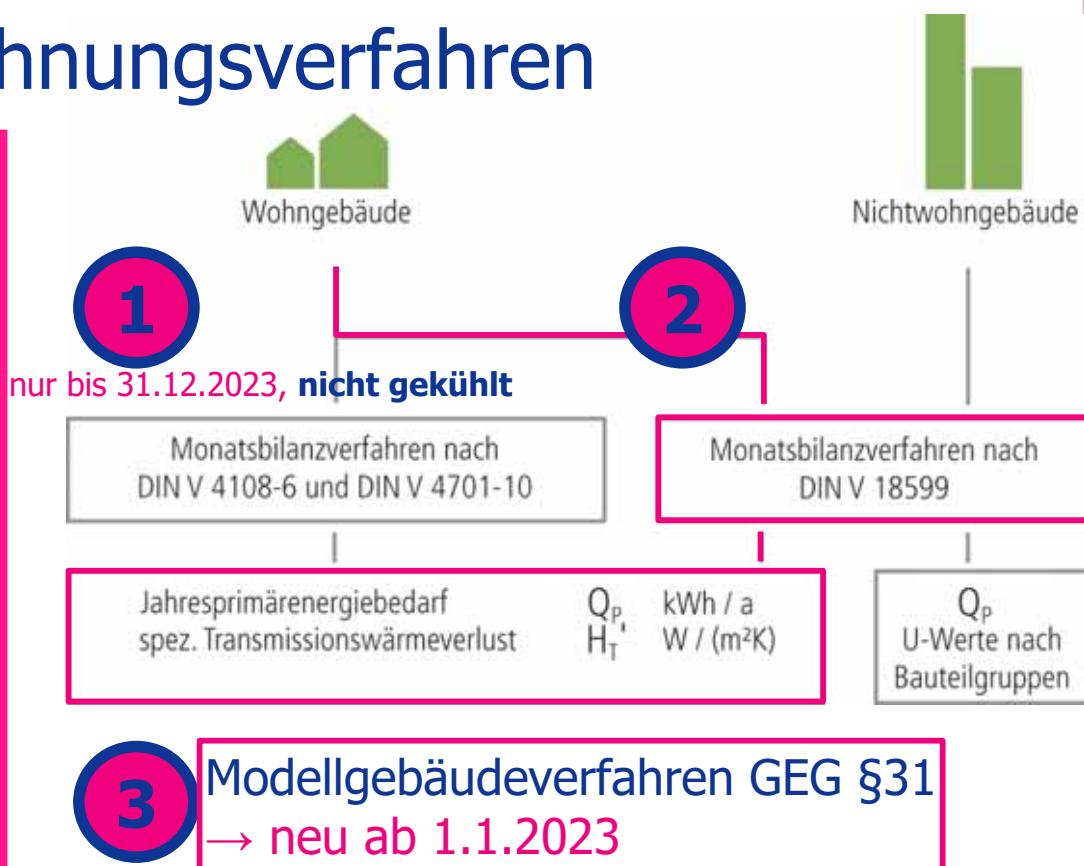 hnungsverfahren
Wohngebäude
Nichtwohngebäude
1
2
nur bis 31.12.2023, nicht gekühlt
Monatsbilanzverfahren nach
DIN V 4108-6 und DIN V 4701-10
Monatsbilanzverfahren nach
DIN V 18599
Jahresprimärenergiebedarf QP, kWh / a
spez. Transmissionswärmeverlust HT' W / (m²K)
QP
U-Werte nach
Bauteilgruppen
3
Modellgebäudeverfahren GEG §31
→ neu ab 1.1.2023